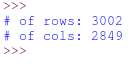 >>>
# of rows: 3002
# of cols: 2849
>>>